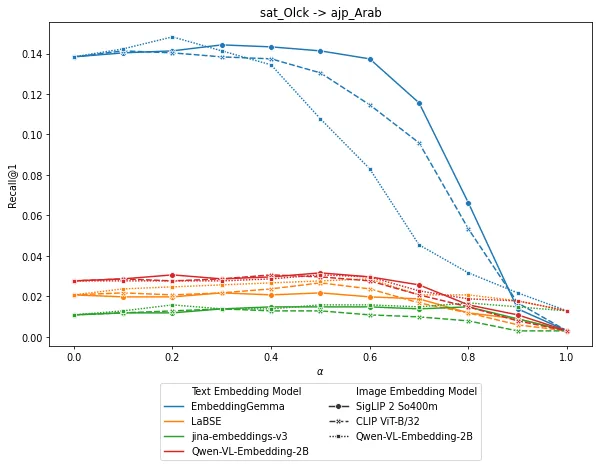 sat_Olck -> ajp_Arab
Recall@1
0.14
0.12
0.10
0.08
0.06
0.04
0.02
0.00
0.0 0.2 0.4 0.6 0.8 1.0
α
Text Embedding Model
EmbeddingGemma
LaBSE
jina-embeddings-v3
Qwen-VL-Embedding-2B
Image Embedding Model
SigLIP 2 So400m
CLIP ViT-B/32
Qwen-VL-Embedding-2B